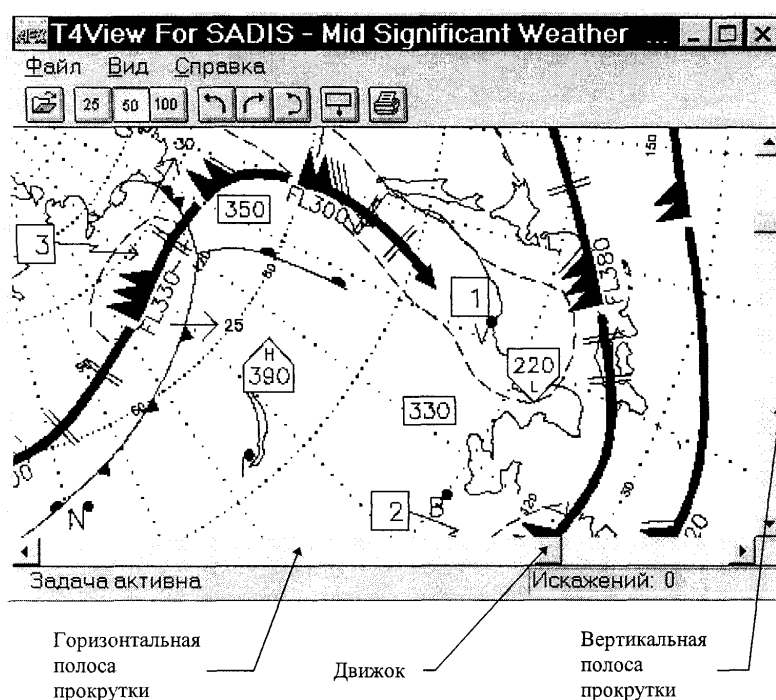 T4View For SADIS - Mid Significant Weather ...
Файл Вид Справка
25 50 100
30
150
350
FL300
3
120
80
FL380
1
FL330
25
H
390
220
L
60
330
30
2
B
N
120
20
Задача активна
Искажений: 0
Горизонтальная
полоса
прокрутки
Движок
Вертикальная
полоса
прокрутки